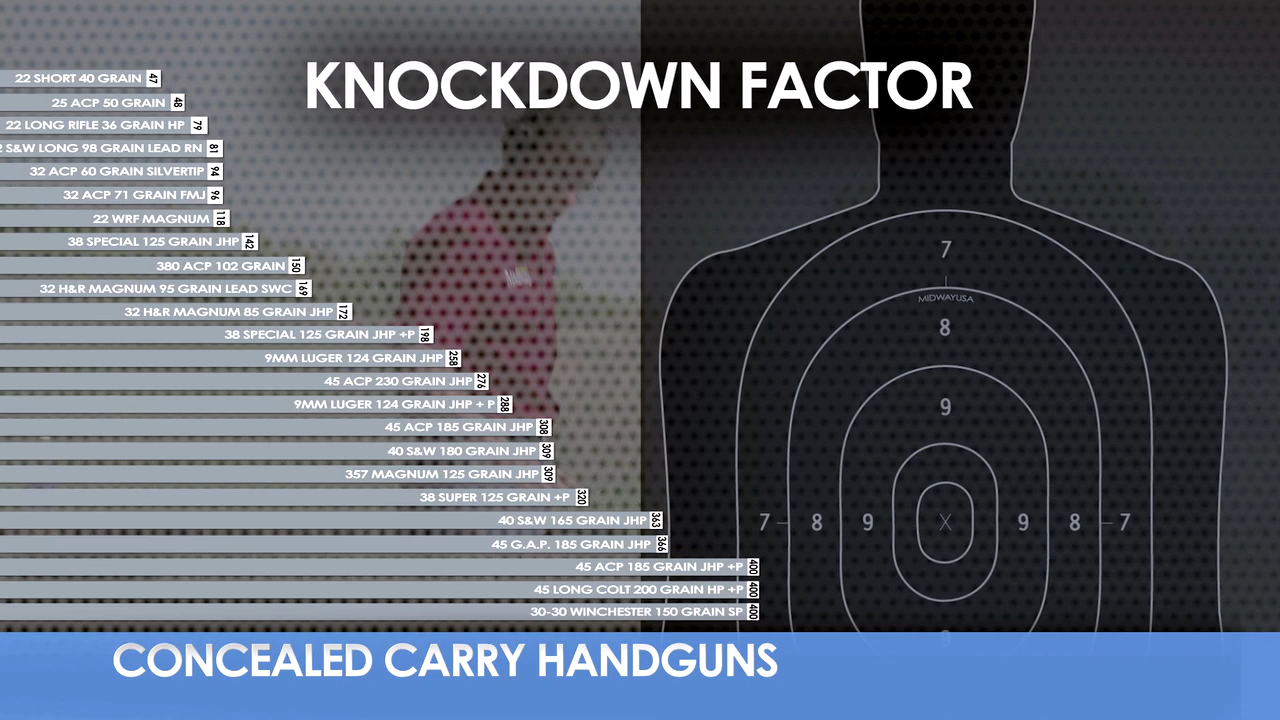 KNOCKDOWN FACTOR
22 SHORT 40 GRAIN 47
25 ACP 50 GRAIN 48
22 LONG RIFLE 36 GRAIN HP 79
2 S&W LONG 98 GRAIN LEAD RN 81
32 ACP 60 GRAIN SILVERTIP 94
32 ACP 71 GRAIN FMJ 96
22 WRF MAGNUM 118
38 SPECIAL 125 GRAIN JHP 142
380 ACP 102 GRAIN 150
32 H&R MAGNUM 95 GRAIN LEAD SWC 169
32 H&R MAGNUM 85 GRAIN JHP 172
38 SPECIAL 125 GRAIN JHP +P 198
9MM LUGER 124 GRAIN JHP 258
45 ACP 230 GRAIN JHP 276
9MM LUGER 124 GRAIN JHP + P 288
45 ACP 185 GRAIN JHP 308
40 S&W 180 GRAIN JHP 309
357 MAGNUM 125 GRAIN JHP 309
38 SUPER 125 GRAIN +P 320
40 S&W 165 GRAIN JHP 363
45 G.A.P. 185 GRAIN JHP 366
45 ACP 185 GRAIN JHP +P 400
45 LONG COLT 200 GRAIN HP +P 400
30-30 WINCHESTER 150 GRAIN SP 400
7
MIDWAYUSA
8
9
7 8 9 X 9 8 7
CONCEALED CARRY HANDGUNS